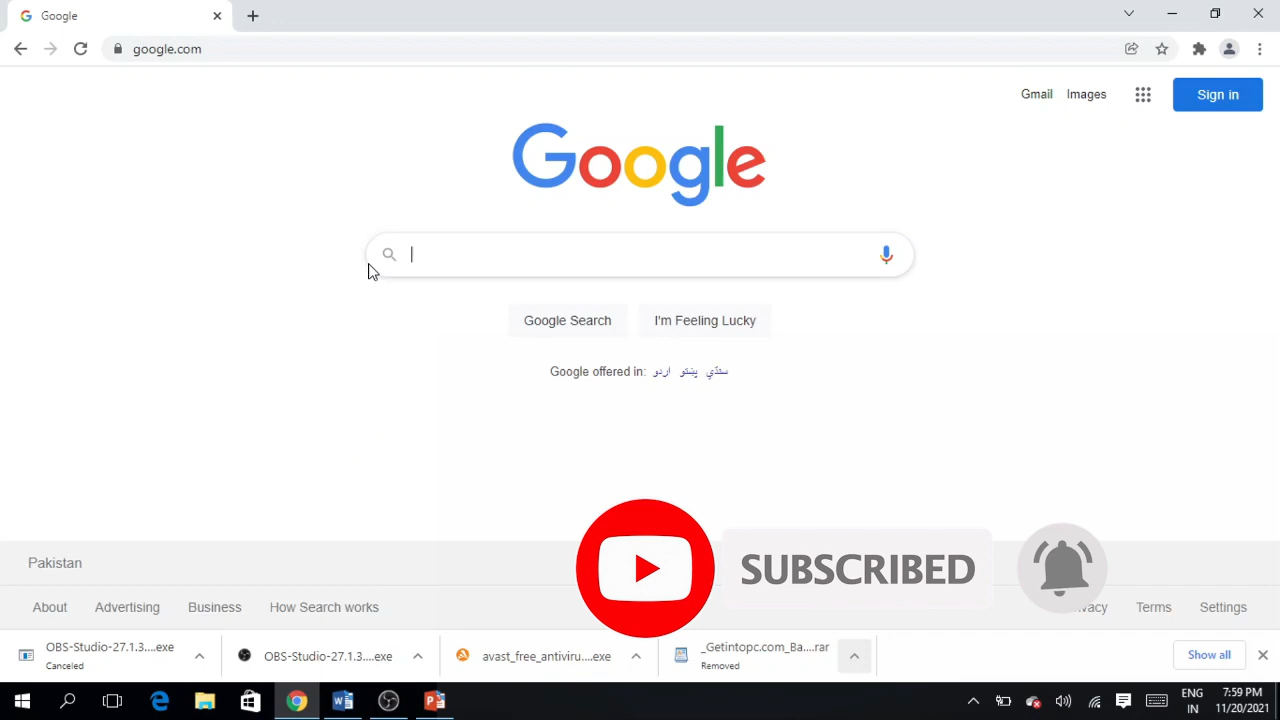 Google
google.com
Gmail Images Sign in
Google
Google Search I'm Feeling Lucky
Google offered in: اردو پښتو سنڌي
SUBSCRIBED
Pakistan
About Advertising Business How Search works Terms Settings
OBS-Studio-27.1.3....exe
Canceled
OBS-Studio-27.1.3....exe
avast_free_antiviru....exe
_Getintopc.com_Ba....rar
Removed
Show all
ENG
IN
7:59 PM
11/20/2021